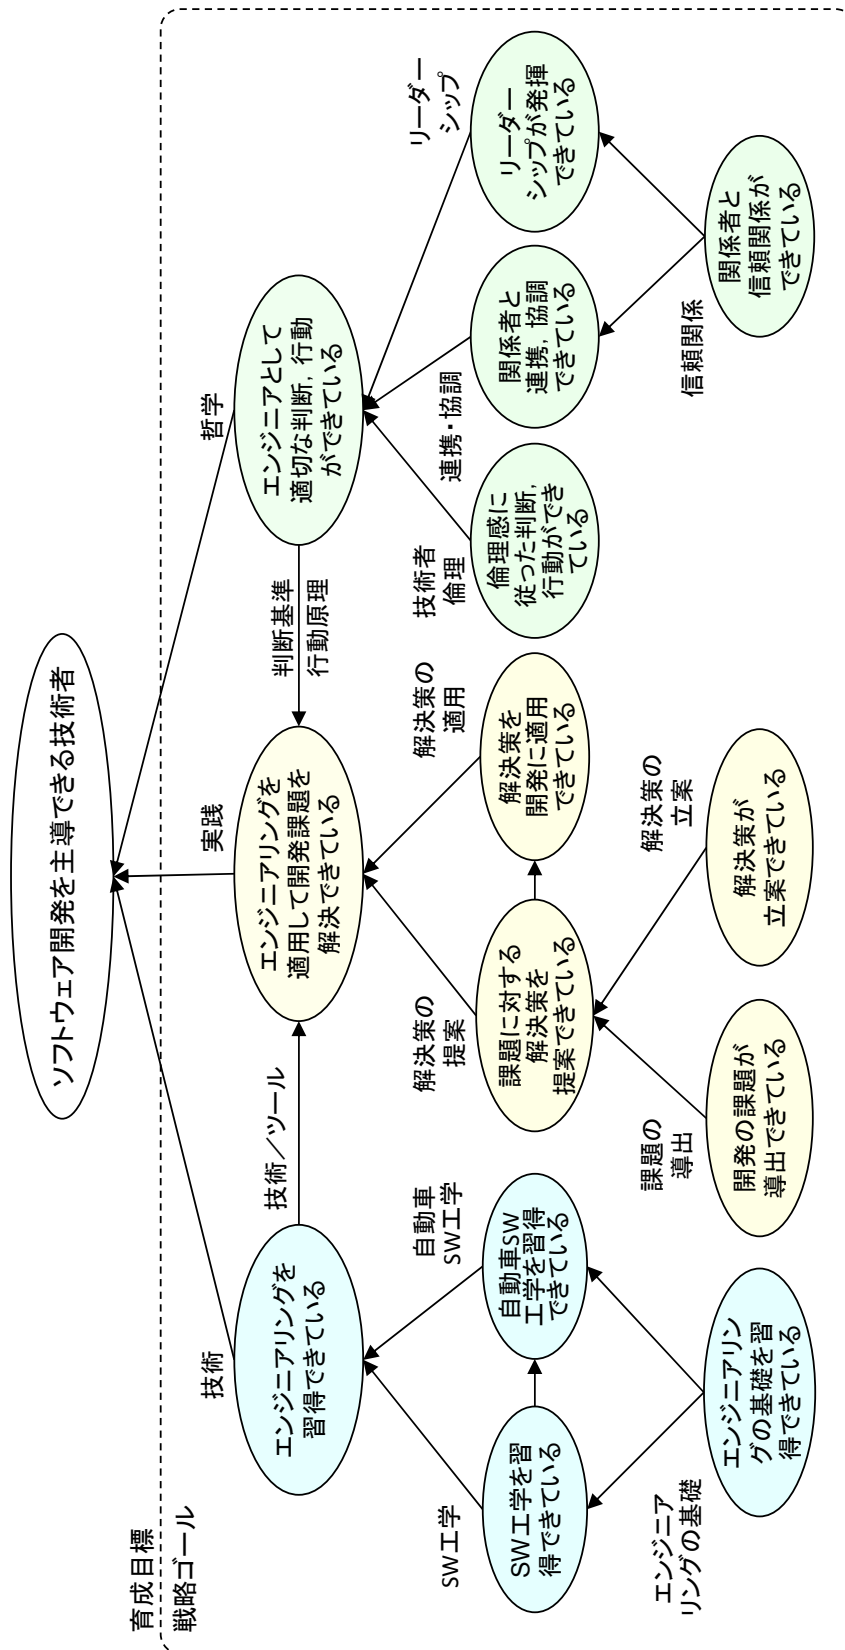 育成目標
戦略ゴール
ソフトウェア開発を主導できる技術者
技術
エンジニアリングを
習得できている
技術／ツール
実践
エンジニアリングを
適用して開発課題を
解決できている
判断基準
行動原理
哲学
エンジニアとして
適切な判断，行動
ができている
SW工学
SW工学を習
得できている
自動車
SW工学
自動車SW
工学を習得
できている
解決策の
提案
課題に対する
解決策を
提案できている
解決策の
適用
解決策を
開発に適用
できている
技術者
倫理
倫理感に
従った判断，
行動ができ
ている
連携・協調
関係者と
連携，協調
できている
リーダー
シップ
リーダー
シップが発揮
できている
エンジニア
リングの基礎
エンジニアリン
グの基礎を習
得できている
課題の
導出
開発の課題が
導出できている
解決策の
立案
解決策が
立案できている
信頼関係
関係者と
信頼関係が
できている